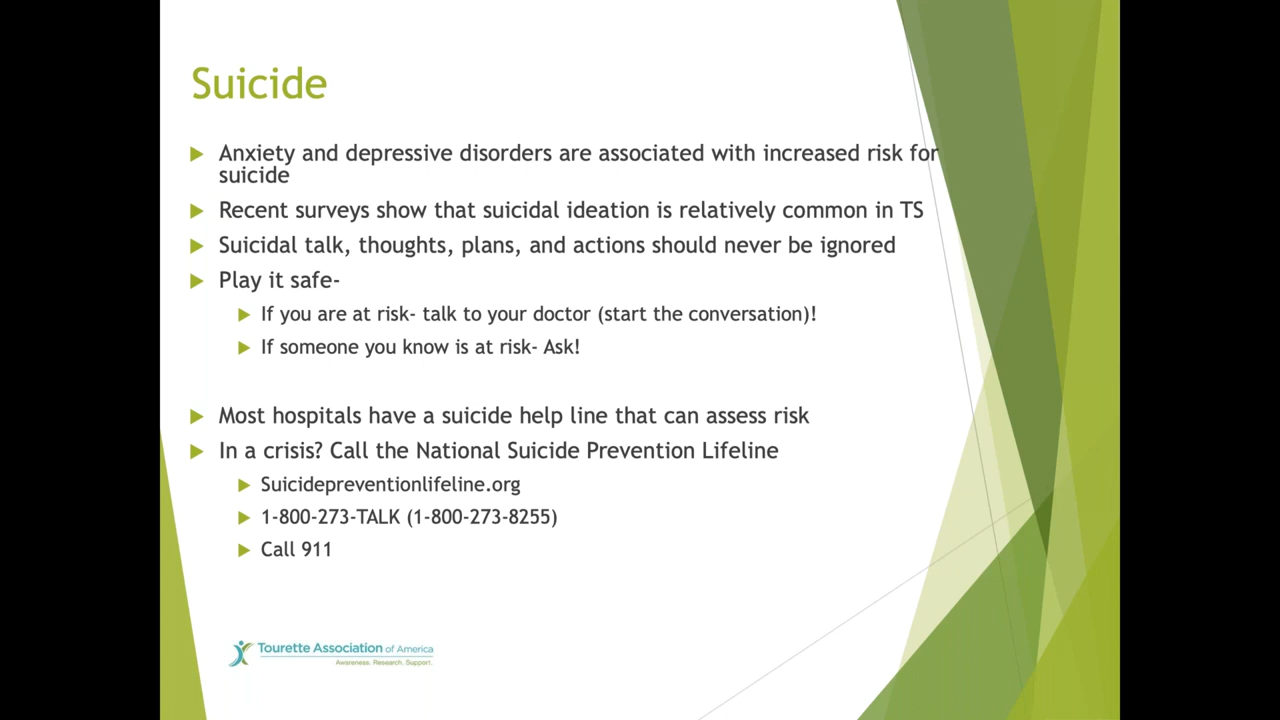 Suicide
Anxiety and depressive disorders are associated with increased risk for
suicide
Recent surveys show that suicidal ideation is relatively common in TS
Suicidal talk, thoughts, plans, and actions should never be ignored
Play it safe-
If you are at risk- talk to your doctor (start the conversation)!
If someone you know is at risk- Ask!
Most hospitals have a suicide help line that can assess risk
In a crisis? Call the National Suicide Prevention Lifeline
Suicidepreventionlifeline.org
1-800-273-TALK (1-800-273-8255)
Call 911
Tourette Association of America
Awareness. Research. Support.